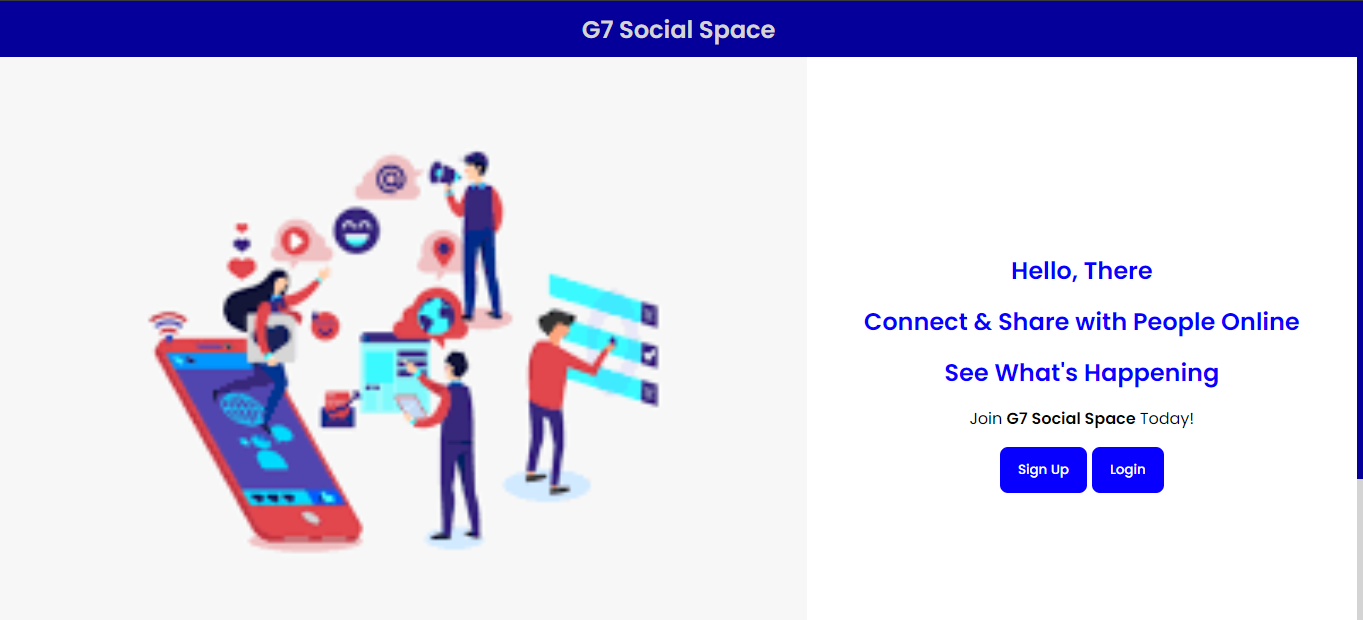 G7 Social Space
@
Hello, There
Connect & Share with People Online
See What's Happening
Join G7 Social Space Today!
Sign Up Login